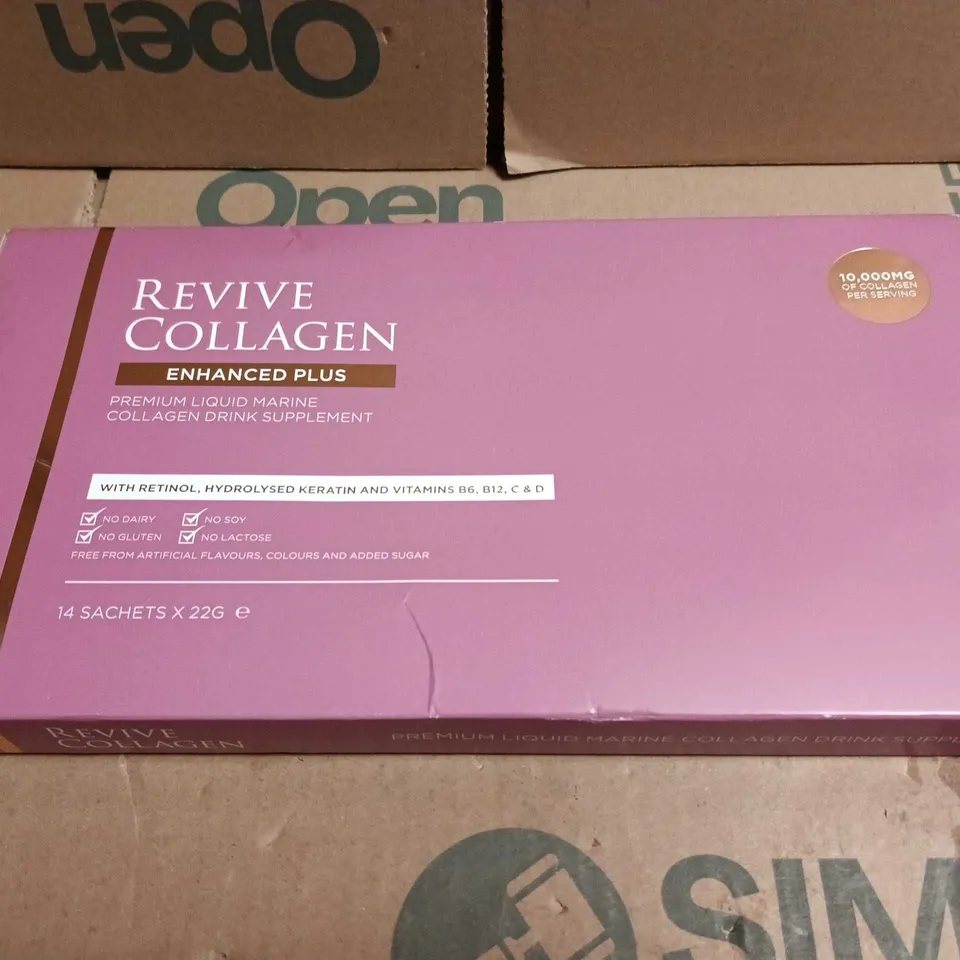 Open
Open
REVIVE
COLLAGEN
ENHANCED PLUS
PREMIUM LIQUID MARINE
COLLAGEN DRINK SUPPLEMENT
10,000MG
OF COLLAGEN
PER SERVING
WITH RETINOL, HYDROLYSED KERATIN AND VITAMINS B6, B12, C & D
NO DAIRY NO SOY
NO GLUTEN NO LACTOSE
FREE FROM ARTIFICIAL FLAVOURS, COLOURS AND ADDED SUGAR
14 SACHETS X 22G ℮
REVIVE
COLLAGEN
PREMIUM LIQUID MARINE COLLAGEN DRINK SUPPL
SIM